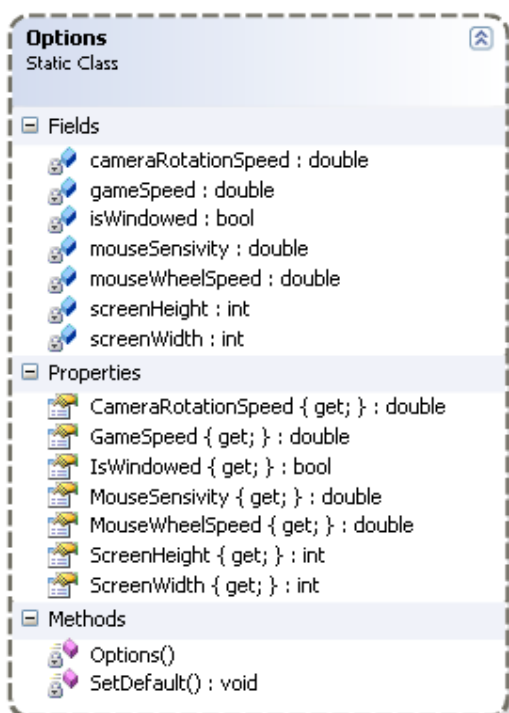 Options
Static Class
Fields
cameraRotationSpeed : double
gameSpeed : double
isWindowed : bool
mouseSensivity : double
mouseWheelSpeed : double
screenHeight : int
screenWidth : int
Properties
CameraRotationSpeed { get; } : double
GameSpeed { get; } : double
IsWindowed { get; } : bool
MouseSensivity { get; } : double
MouseWheelSpeed { get; } : double
ScreenHeight { get; } : int
ScreenWidth { get; } : int
Methods
Options()
SetDefault() : void